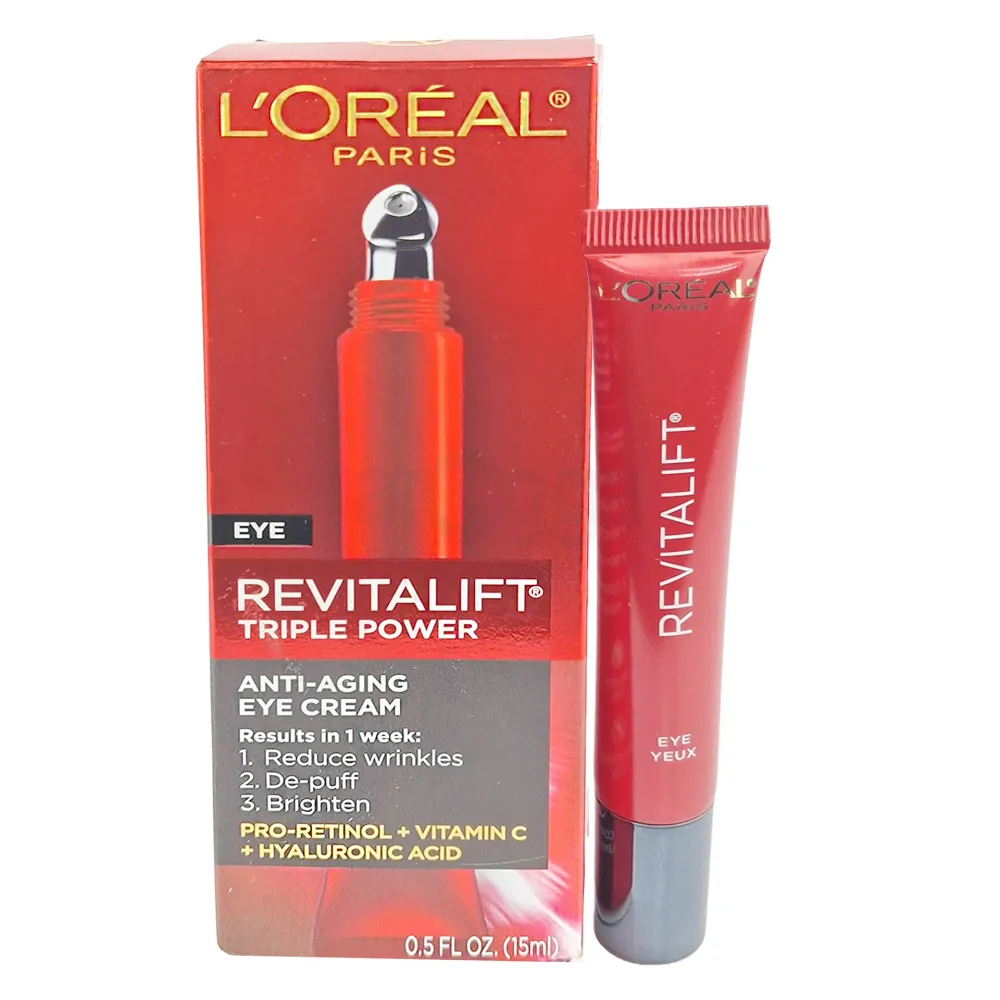 L'ORÉAL®
PARiS
EYE
REVITALIFT®
TRIPLE POWER
ANTI-AGING
EYE CREAM
Results in 1 week:
1. Reduce wrinkles
2. De-puff
3. Brighten
PRO-RETINOL + VITAMIN C
+ HYALURONIC ACID
0.5 FL OZ. (15ml)
L'ORÉAL®
PARiS
REVITALIFT®
EYE
YEUX